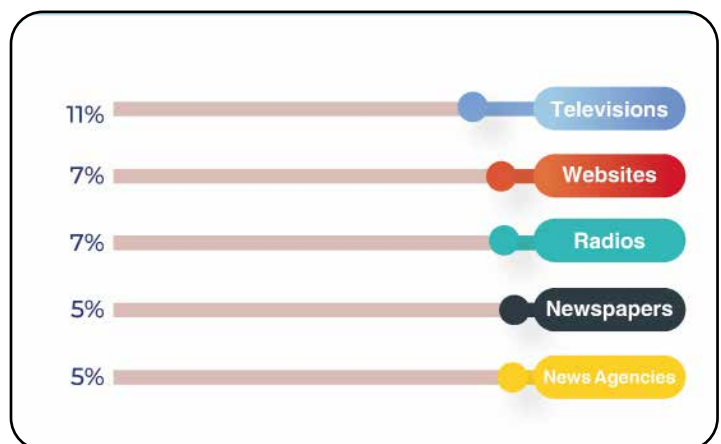 11% Televisions
7% Websites
7% Radios
5% Newspapers
5% News Agencies